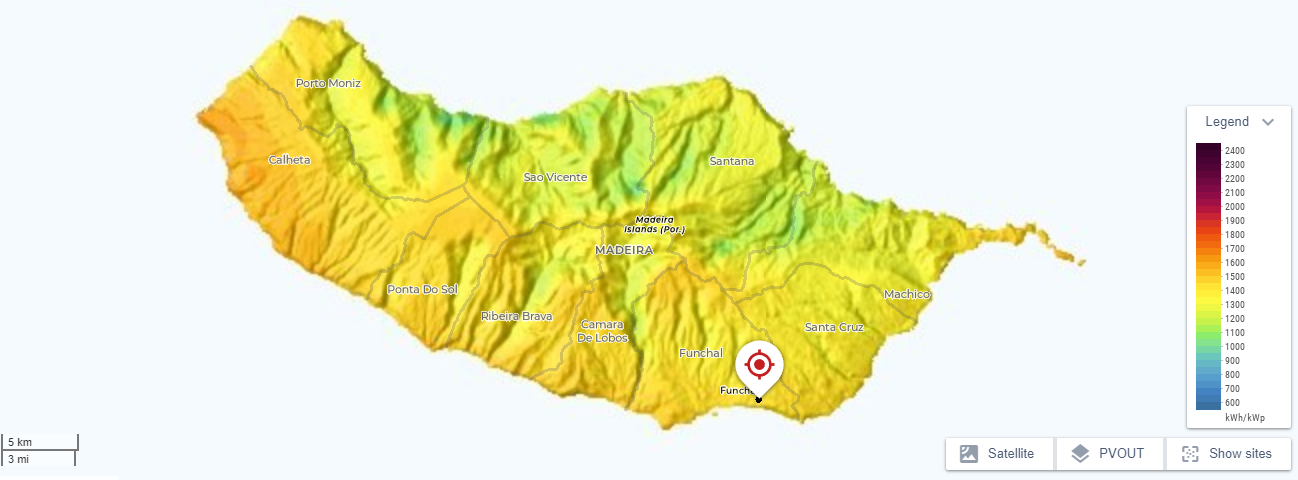 Porto Moniz
Calheta
Sao Vicente
Santana
Madeira
Islands (Por.)
MADEIRA
Ponta Do Sol
Ribeira Brava
Camara
De Lobos
Machico
Santa Cruz
Funchal
Legend
2400
2300
2200
2100
2000
1900
1800
1700
1600
1500
1400
1300
1200
1100
1000
900
800
700
600
kWh/kWp
5 km
3 mi
Satellite
PVOUT
Show sites